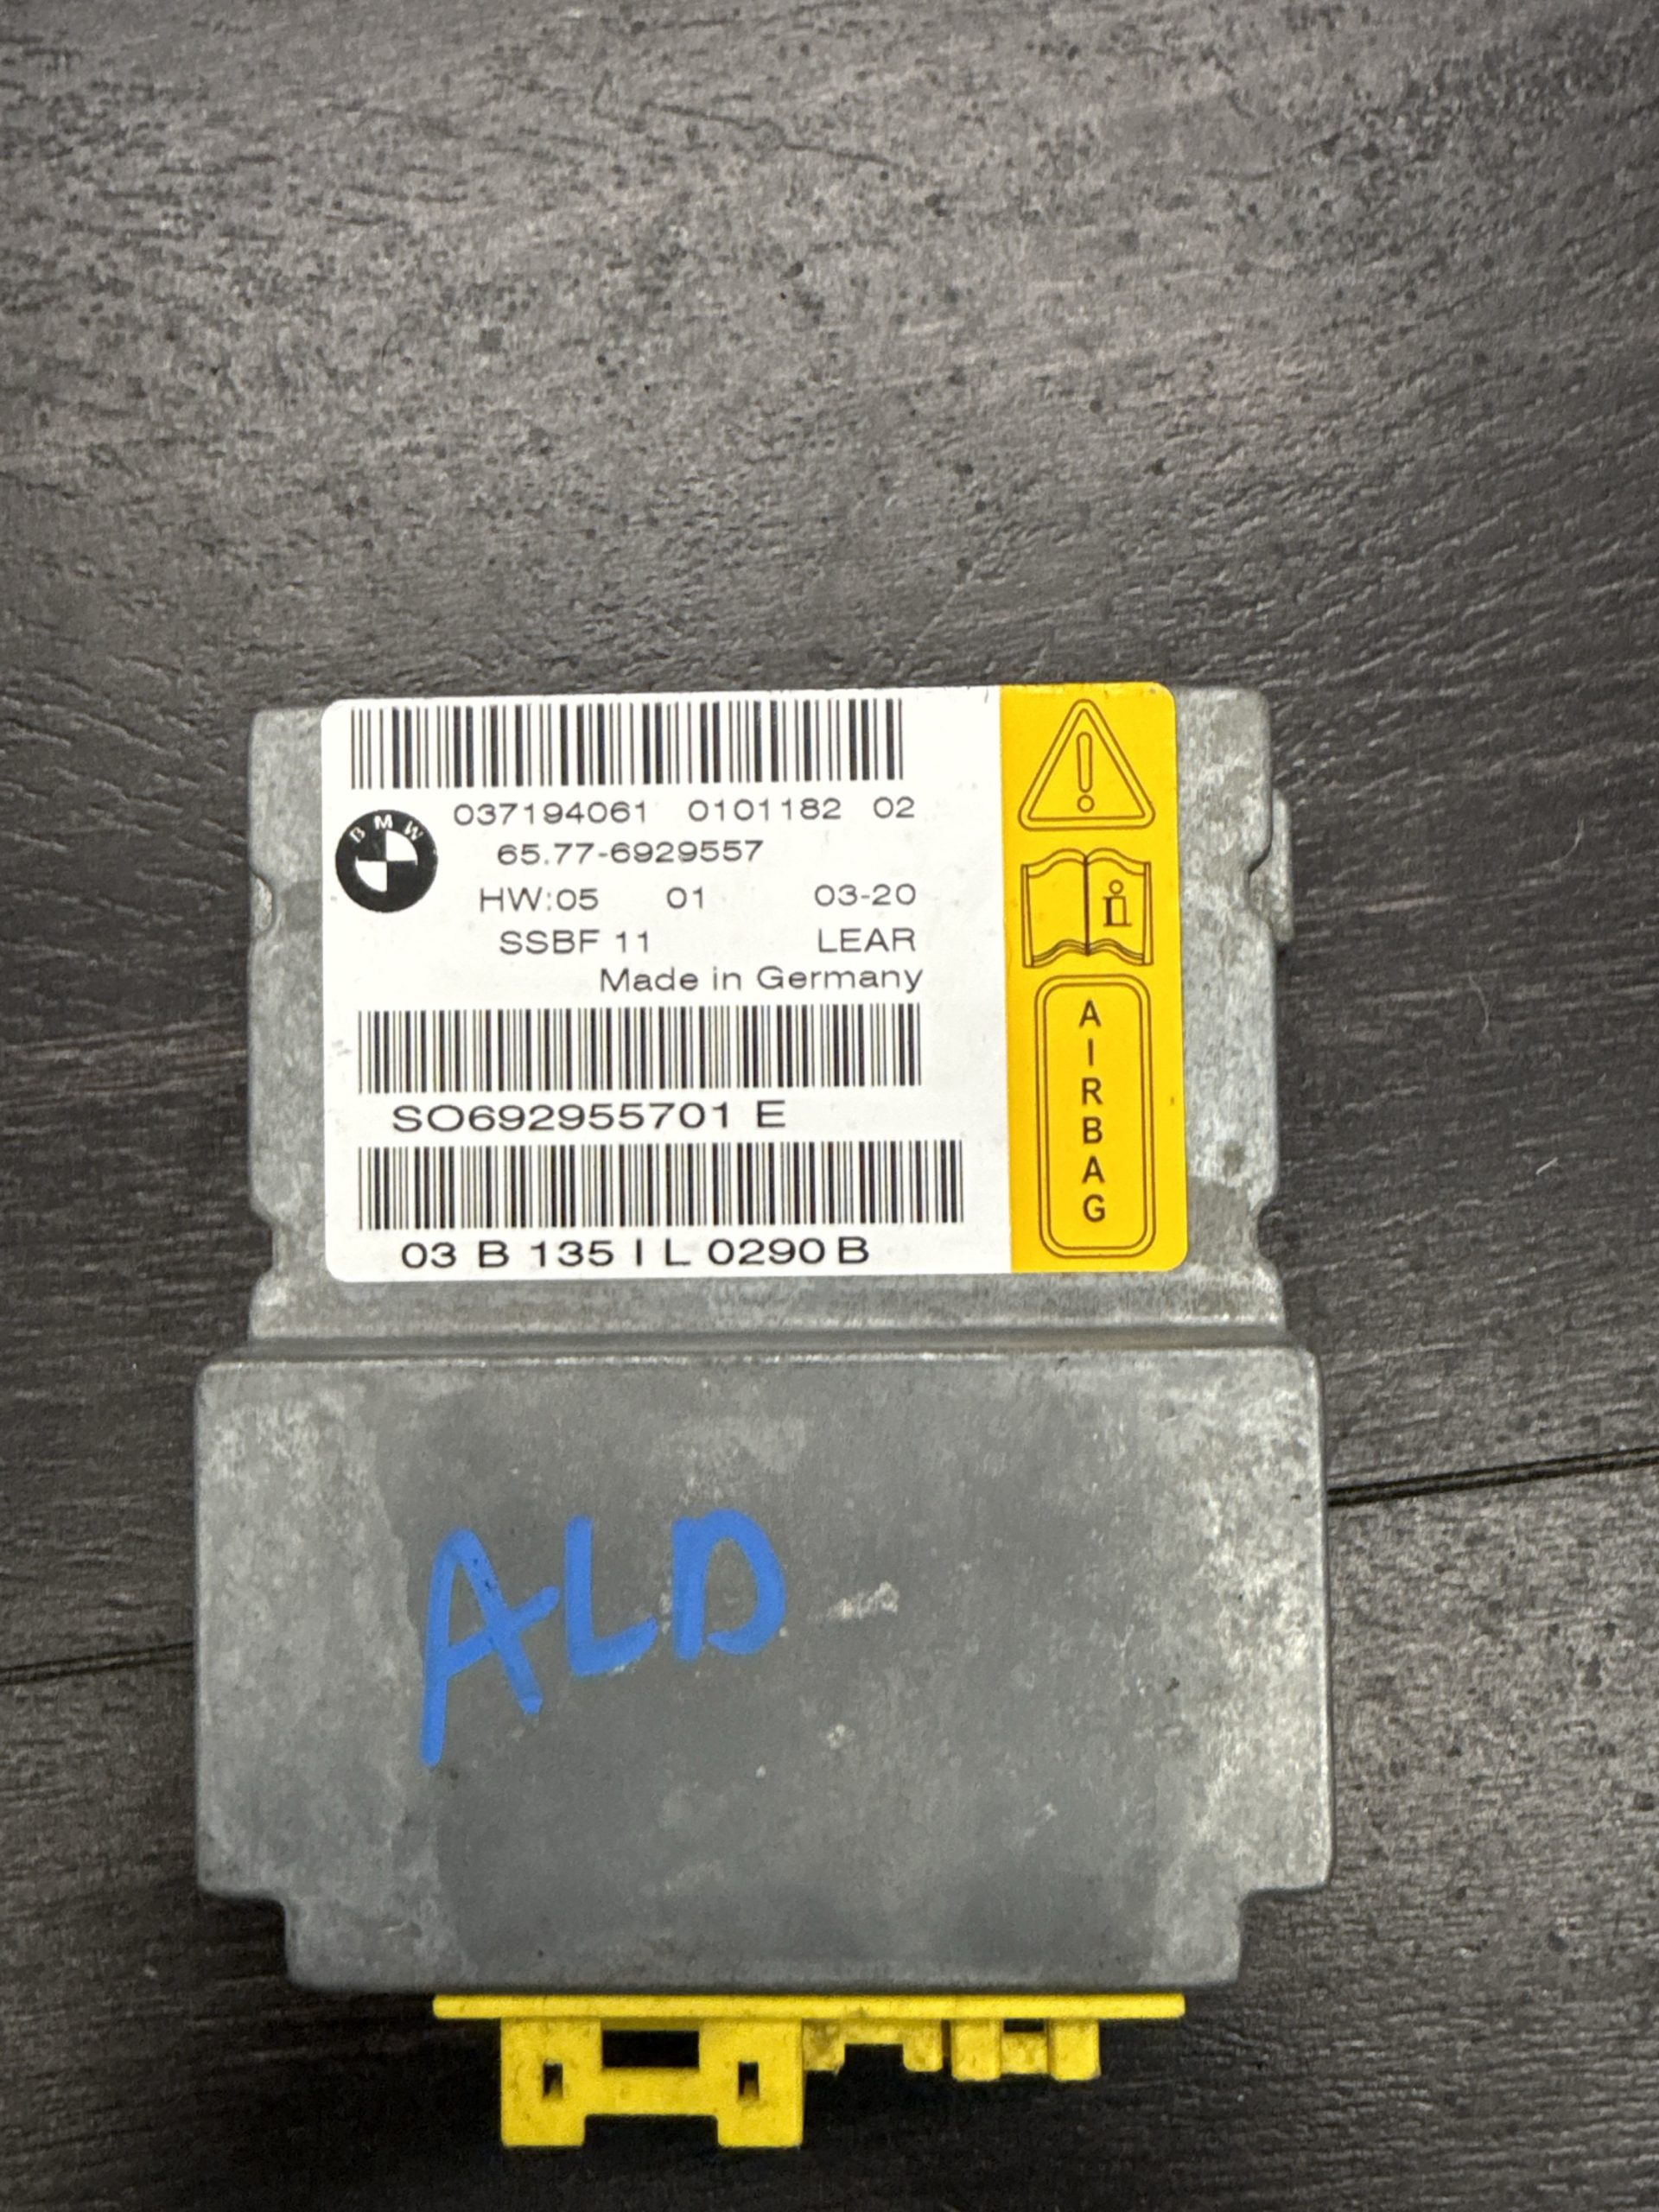 037194061 0101182 02
BMW
65.77-6929557
HW:05 01 03-20
SSBF 11 LEAR
Made in Germany
SO692955701 E
03 B 135 I L 0290 B
i
AIRBAG
ALD